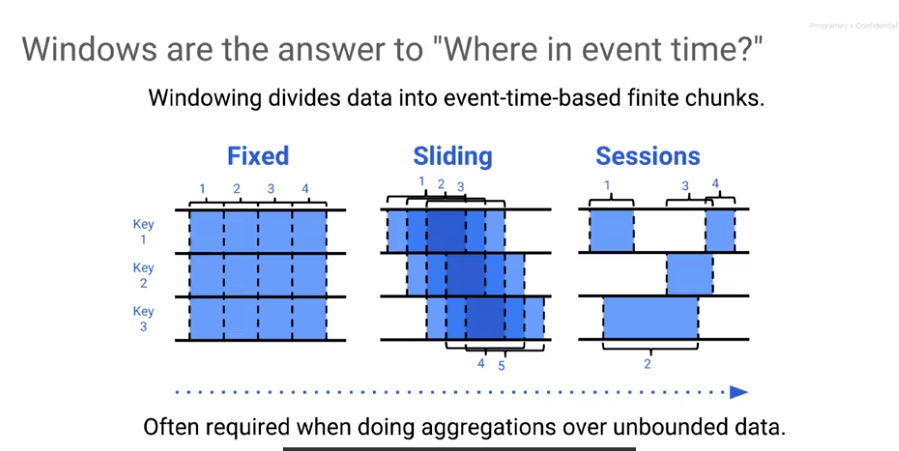 Proprietary + Confidential
Windows are the answer to "Where in event time?"
Windowing divides data into event-time-based finite chunks.
Fixed
Sliding
Sessions
1 2 3 4
1 2 3
1 3 4
Key
1
Key
2
Key
3
4 5
2
Often required when doing aggregations over unbounded data.